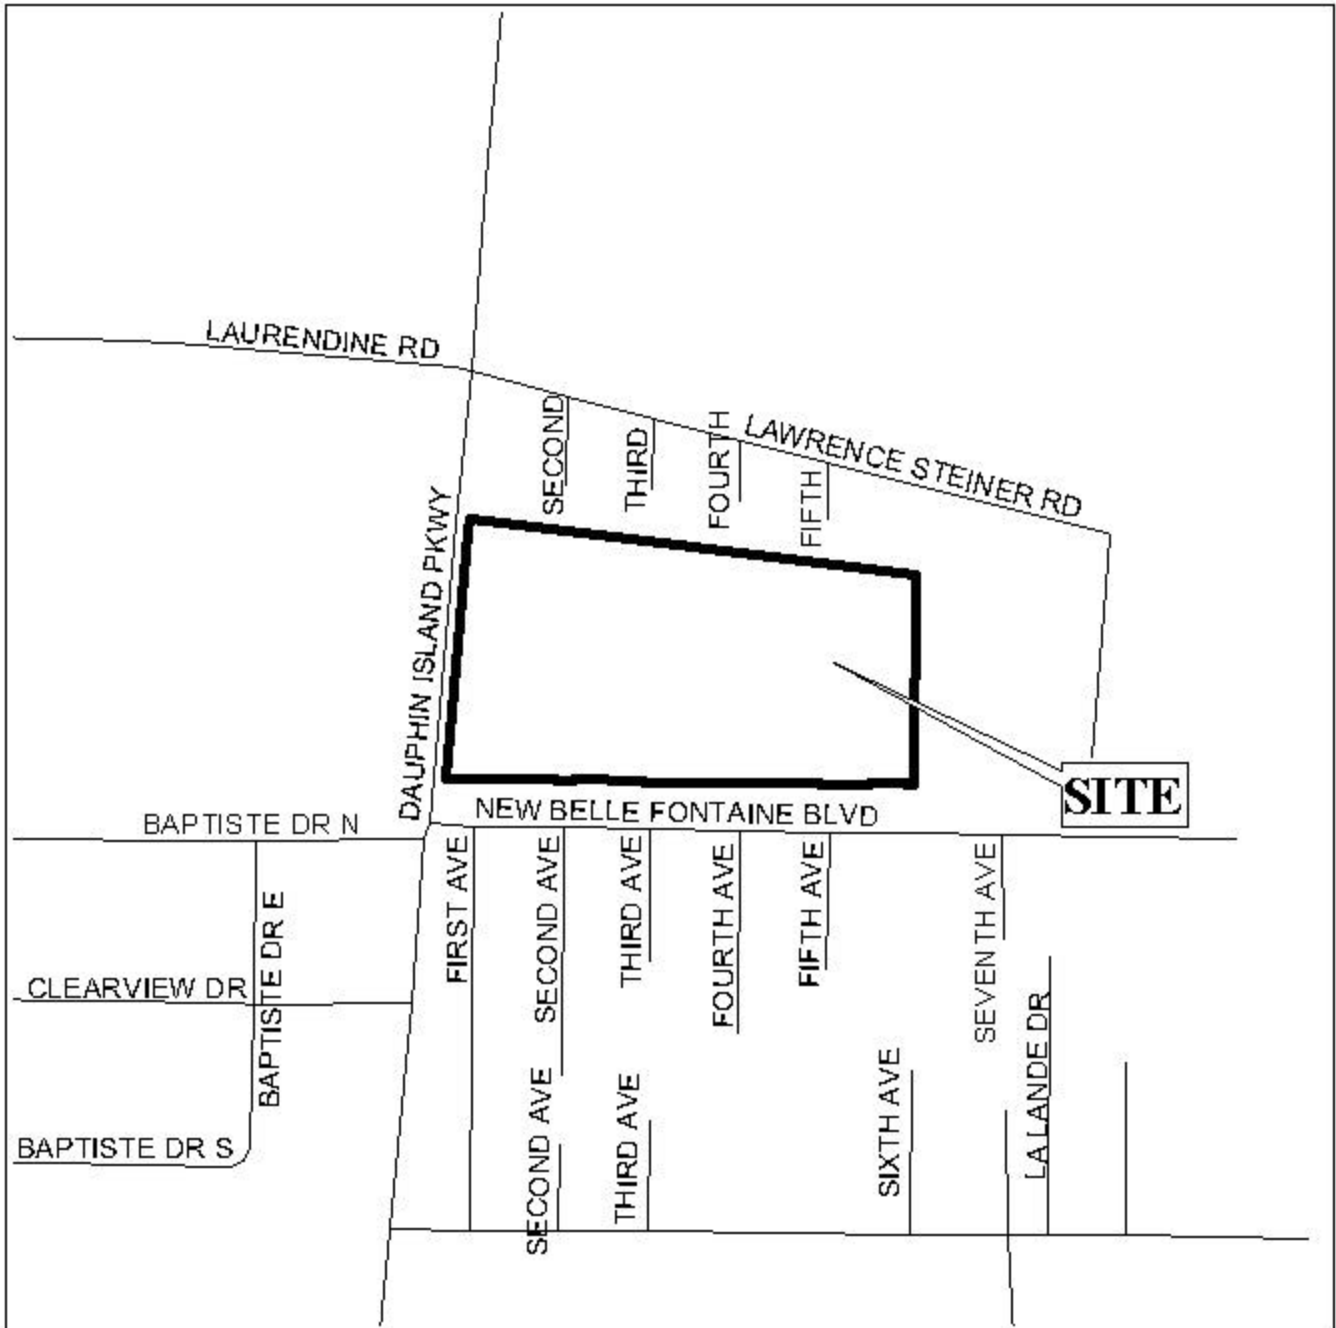 LAURENDINE RD
SECOND
THIRD
FOURTH
FIFTH
LAWRENCE STEINER RD
DAUPHIN ISLAND PKWY
SITE
NEW BELLE FONTAINE BLVD
BAPTISTE DR N
BAPTISTE DR E
CLEARVIEW DR
BAPTISTE DR S
FIRST AVE
SECOND AVE
THIRD AVE
FOURTH AVE
FIFTH AVE
SEVENTH AVE
SECOND AVE
THIRD AVE
SIXTH AVE
LALANDE DR